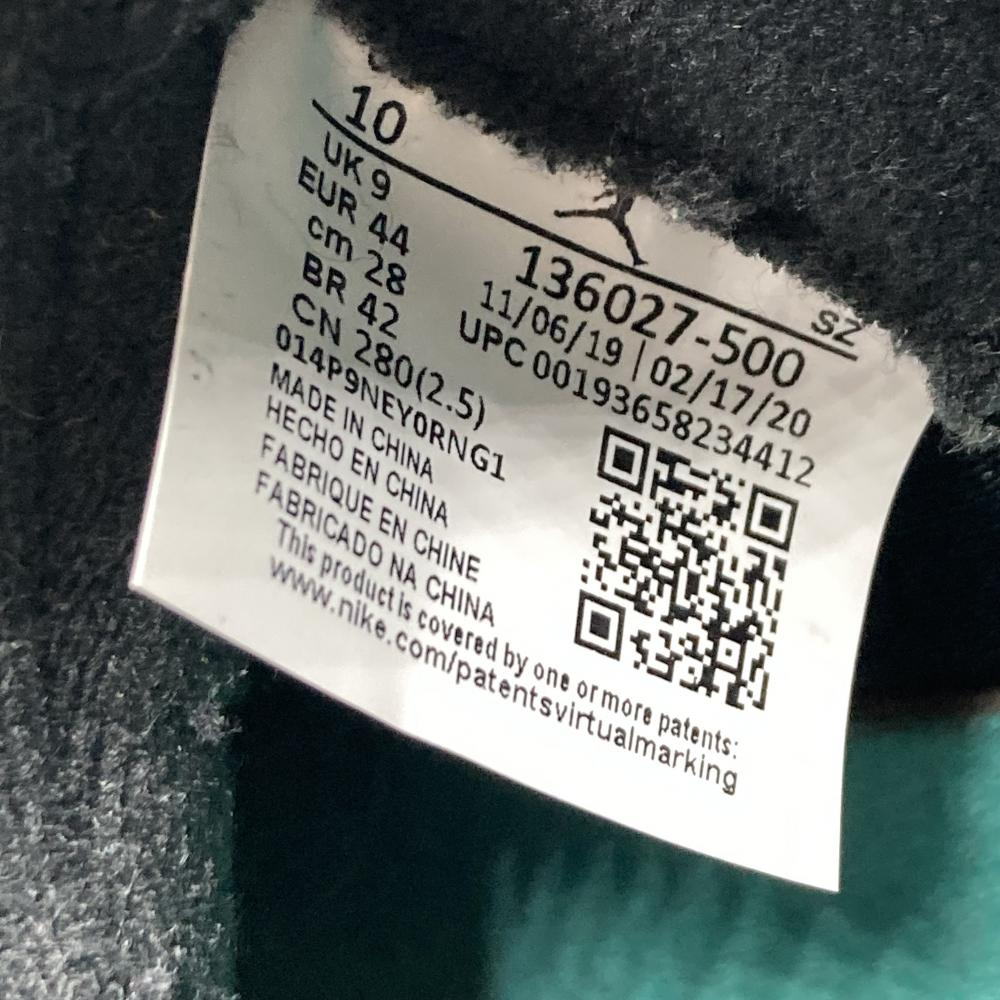 10
UK 9
EUR 44
cm 28
BR 42
CN 280(2.5)
014P9NEY0RNG1
MADE IN CHINA
HECHO EN CHINA
FABRIQUE EN CHINE
FABRICADO NA CHINA
This product is covered by one or more patents:
www.nike.com/patentsvirtualmarking
SZ
136027-500
11/06/19 | 02/17/20
UPC 00193658234412